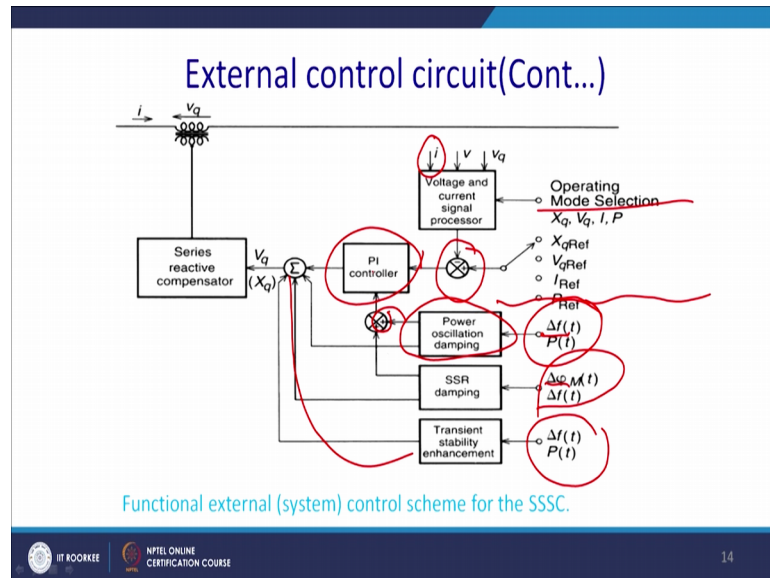 External control circuit(Cont...)
i
vq
i v vq
Voltage and
current
signal
processor
Operating
Mode Selection
Xq, Vq, I, P
XqRef
VqRef
IRef
PRef
Series
reactive
compensator
Vq
(Xq)
Σ
PI
controller
Power
oscillation
damping
Δf(t)
P(t)
SSR
damping
ΔφM(t)
Δf(t)
Transient
stability
enhancement
Δf(t)
P(t)
Functional external (system) control scheme for the SSSC.
IIT ROORKEE
NPTEL ONLINE
CERTIFICATION COURSE
14